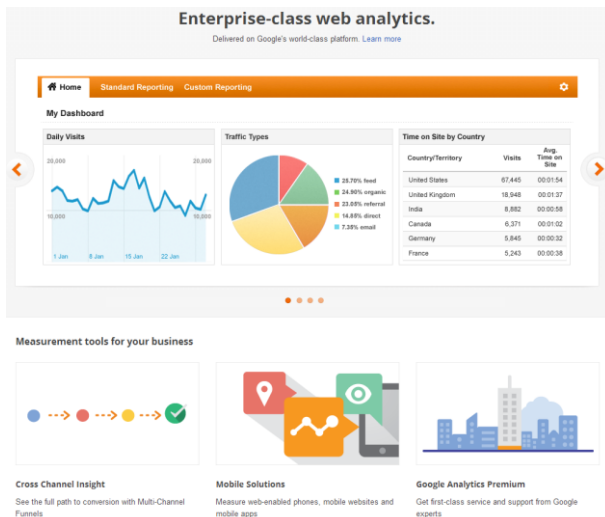 Enterprise-class web analytics.
Delivered on Google's world-class platform. Learn more
Home Standard Reporting Custom Reporting
My Dashboard
Daily Visits
20,000 20,000
10,000 10,000
1 Jan 8 Jan 15 Jan 22 Jan
Traffic Types
25.70% feed
24.90% organic
23.05% referral
14.85% direct
7.35% email
Time on Site by Country
Country/Territory Visits Avg. Time on Site
United States 67,445 00:01:54
United Kingdom 18,948 00:01:37
India 8,882 00:00:58
Canada 6,371 00:01:02
Germany 5,845 00:00:32
France 5,243 00:00:38
Measurement tools for your business
Cross Channel Insight
See the full path to conversion with Multi-Channel
Funnels
Mobile Solutions
Measure web-enabled phones, mobile websites and
mobile apps
Google Analytics Premium
Get first-class service and support from Google
experts